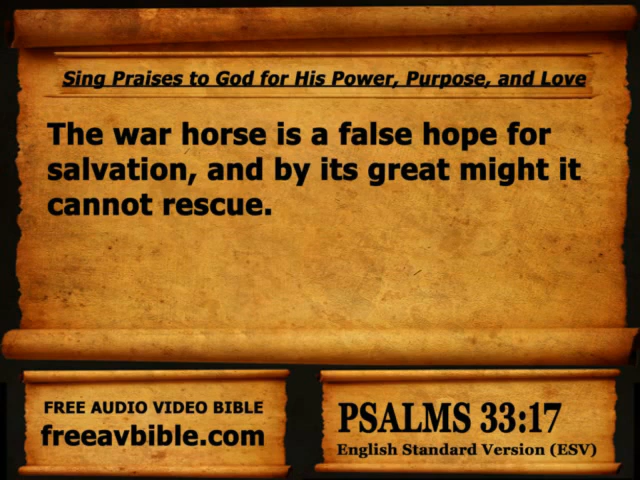 Sing Praises to God for His Power, Purpose, and Love
The war horse is a false hope for
salvation, and by its great might it
cannot rescue.
FREE AUDIO VIDEO BIBLE
freeavbible.com
PSALMS 33:17
English Standard Version (ESV)